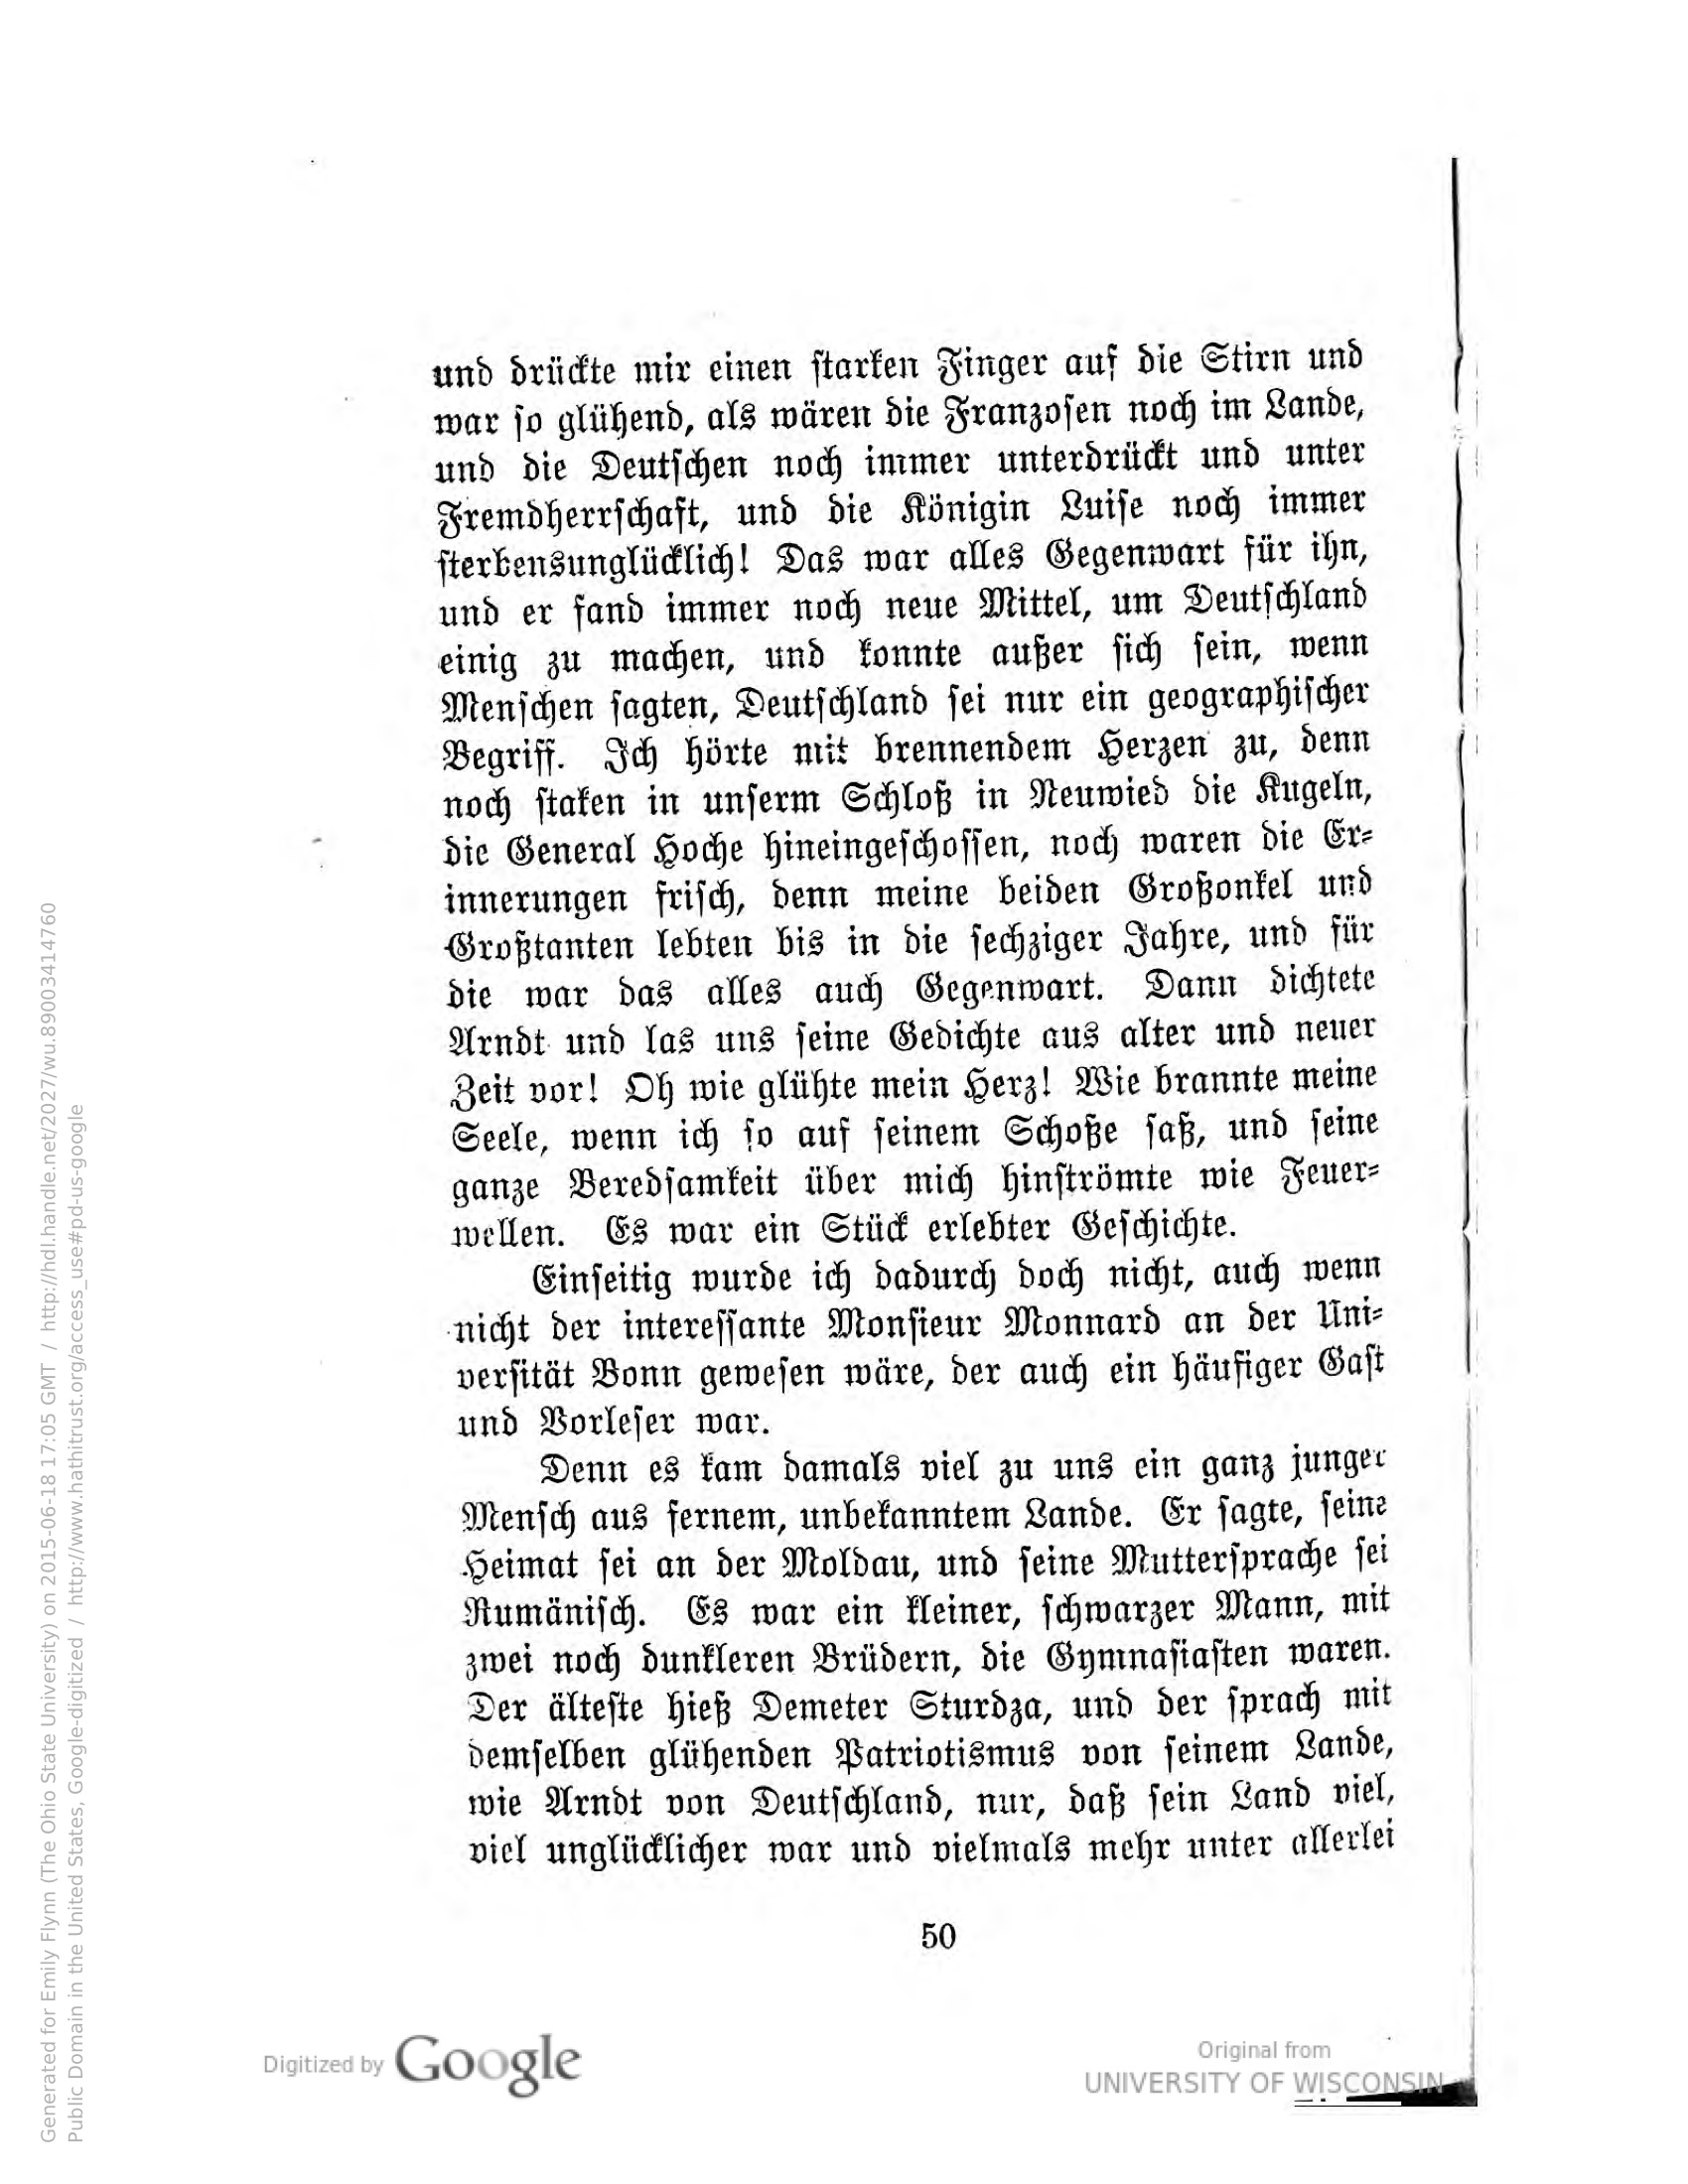 und drückte mir einen starken Finger auf die Stirn und
war so glühend, als wären die Franzosen noch im Lande,
und die Deutschen noch immer unterdrückt und unter
Fremdherrschaft, und die Königin Luise noch immer
sterbensunglücklich! Das war alles Gegenwart für ihn,
und er fand immer noch neue Mittel, um Deutschland
einig zu machen, und konnte außer sich sein, wenn
Menschen sagten, Deutschland sei nur ein geographischer
Begriff. Ich hörte mit brennendem Herzen zu, denn
noch staken in unserm Schloß in Neuwied die Kugeln,
die General Hoche hineingeschossen, noch waren die Er-
innerungen frisch, denn meine beiden Großonkel und
Großtanten lebten bis in die sechziger Jahre, und für
die war das alles auch Gegenwart. Dann dichtete
Arndt und las uns seine Gedichte aus alter und neuer
Zeit vor! Oh wie glühte mein Herz! Wie brannte meine
Seele, wenn ich so auf seinem Schoße saß, und seine
ganze Beredsamkeit über mich hinströmte wie Feuer-
wellen. Es war ein Stück erlebter Geschichte.
Einseitig wurde ich dadurch doch nicht, auch wenn
nicht der interessante Monsieur Monnard an der Uni-
versität Bonn gewesen wäre, der auch ein häufiger Gast
und Vorleser war.
Denn es kam damals viel zu uns ein ganz junger
Mensch aus fernem, unbekanntem Lande. Er sagte, seine
Heimat sei an der Moldau, und seine Muttersprache sei
Rumänisch. Es war ein kleiner, schwarzer Mann, mit
zwei noch dunkleren Brüdern, die Gymnasiasten waren.
Der älteste hieß Demeter Sturdza, und der sprach mit
demselben glühenden Patriotismus von seinem Lande,
wie Arndt von Deutschland, nur, daß sein Land viel,
viel unglücklicher war und vielmals mehr unter allerlei
50
Digitized by Google
Original from
UNIVERSITY OF WISCONSIN
Generated for Emily Flynn (The Ohio State University) on 2015-06-18 17:05 GMT / http://hdl.handle.net/2027/wu.89003414760
Public Domain in the United States, Google-digitized / http://www.hathitrust.org/access_use#pd-us-google